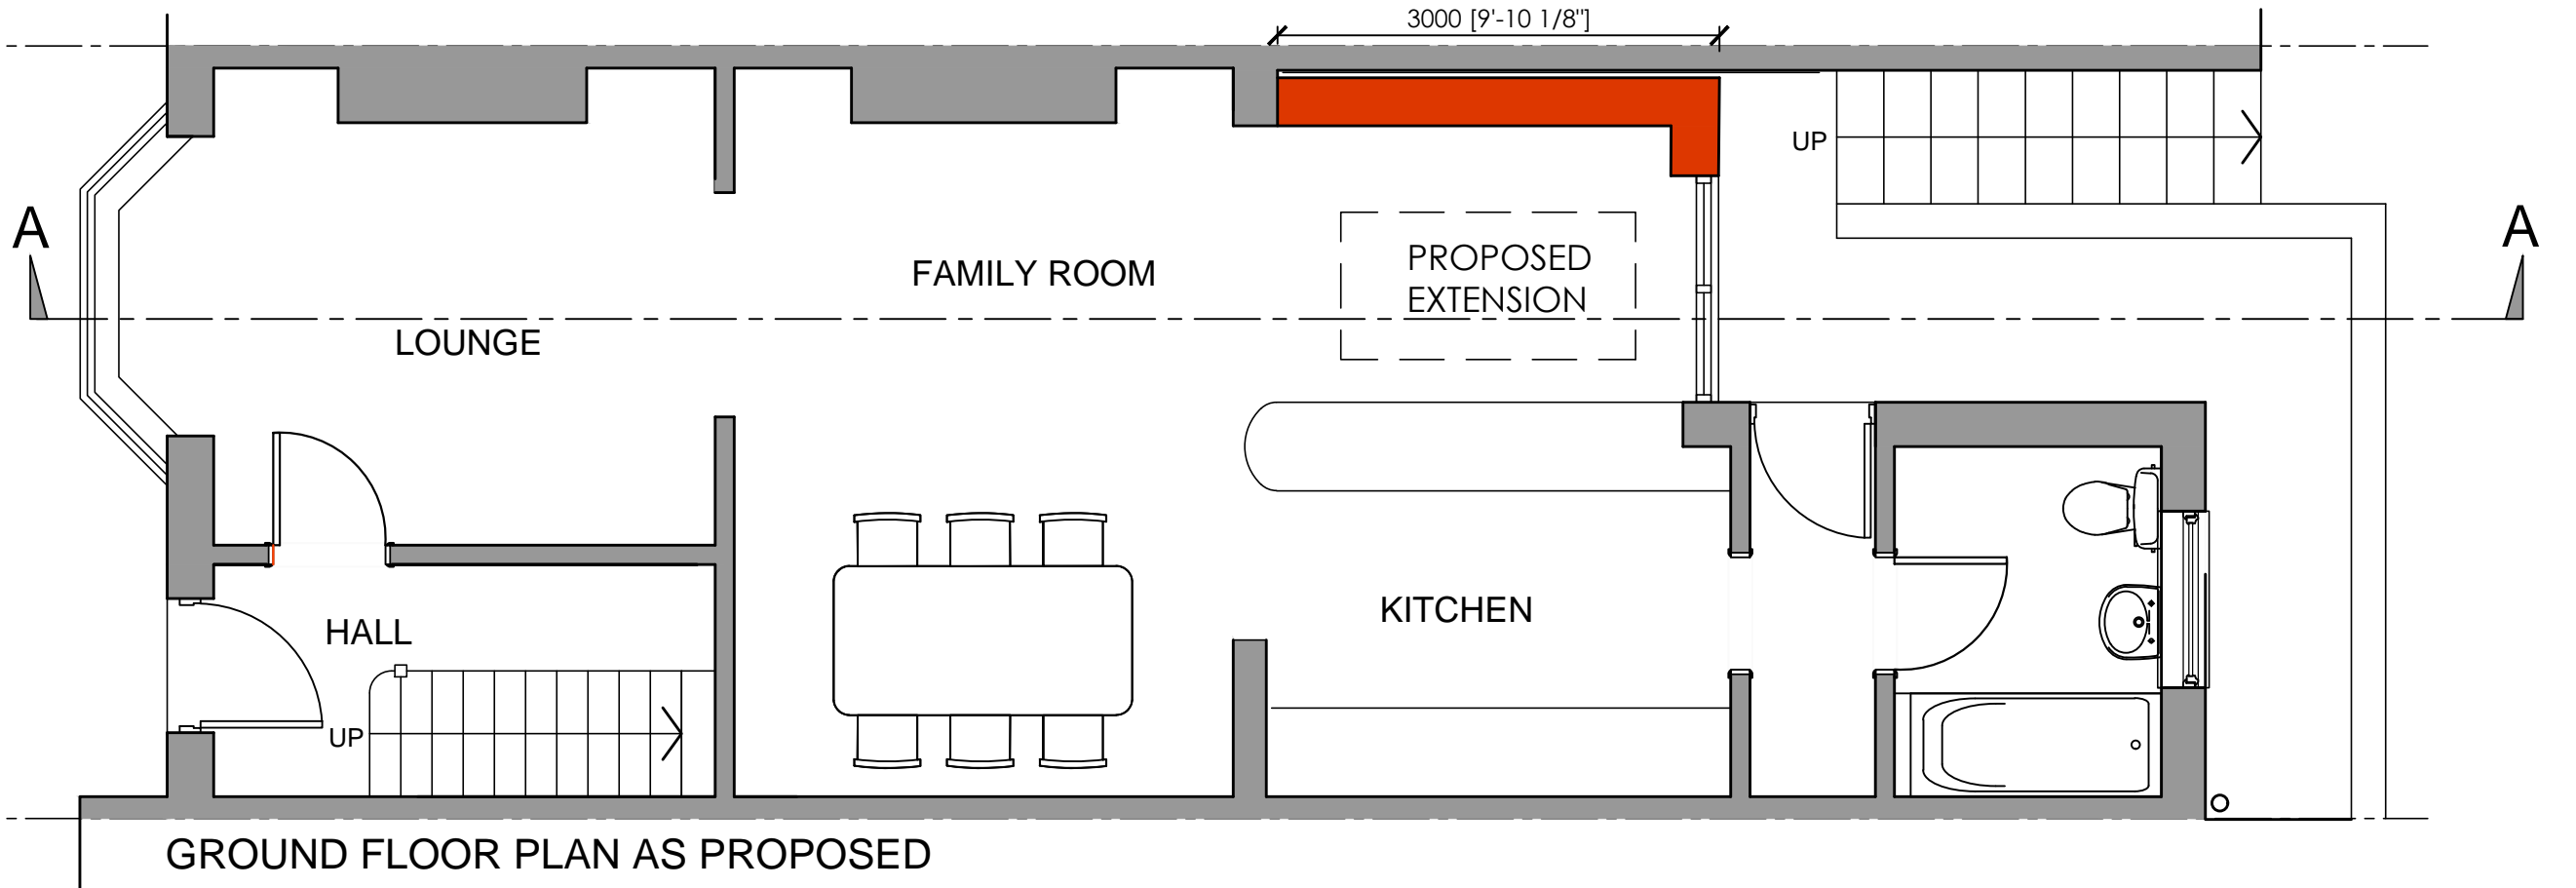 3000 [9'-10 1/8"]
UP
A
A
PROPOSED
EXTENSION
FAMILY ROOM
LOUNGE
KITCHEN
HALL
UP
GROUND FLOOR PLAN AS PROPOSED